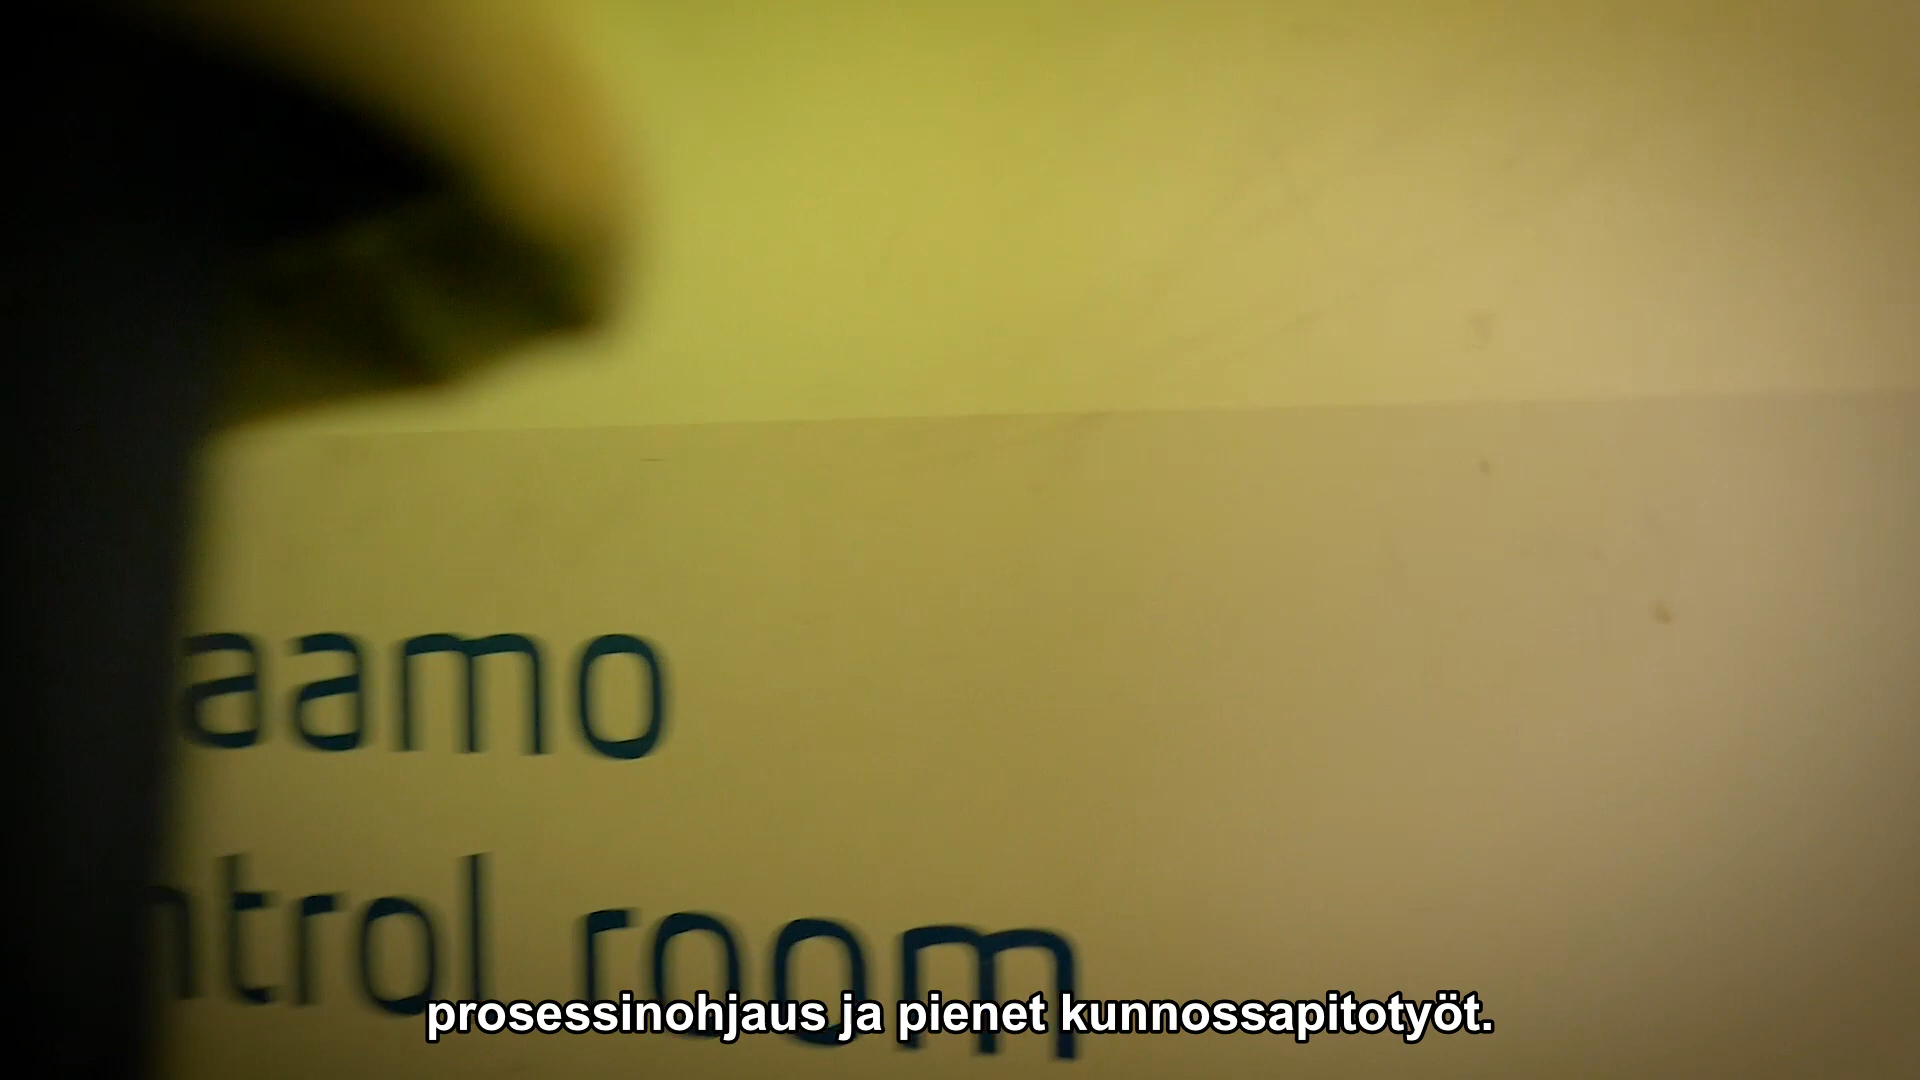 aamo
ntrol room
prosessinohjaus ja pienet kunnossapitotyöt.